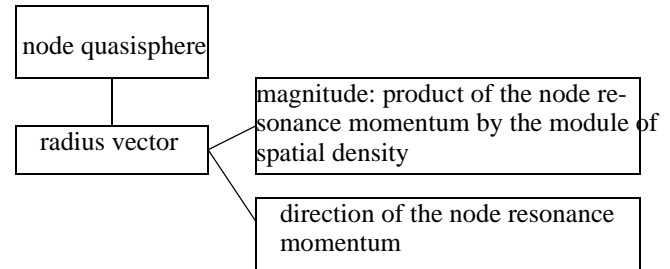 node quasisphere
radius vector
magnitude: product of the node re-
sonance momentum by the module of
spatial density
direction of the node resonance
momentum